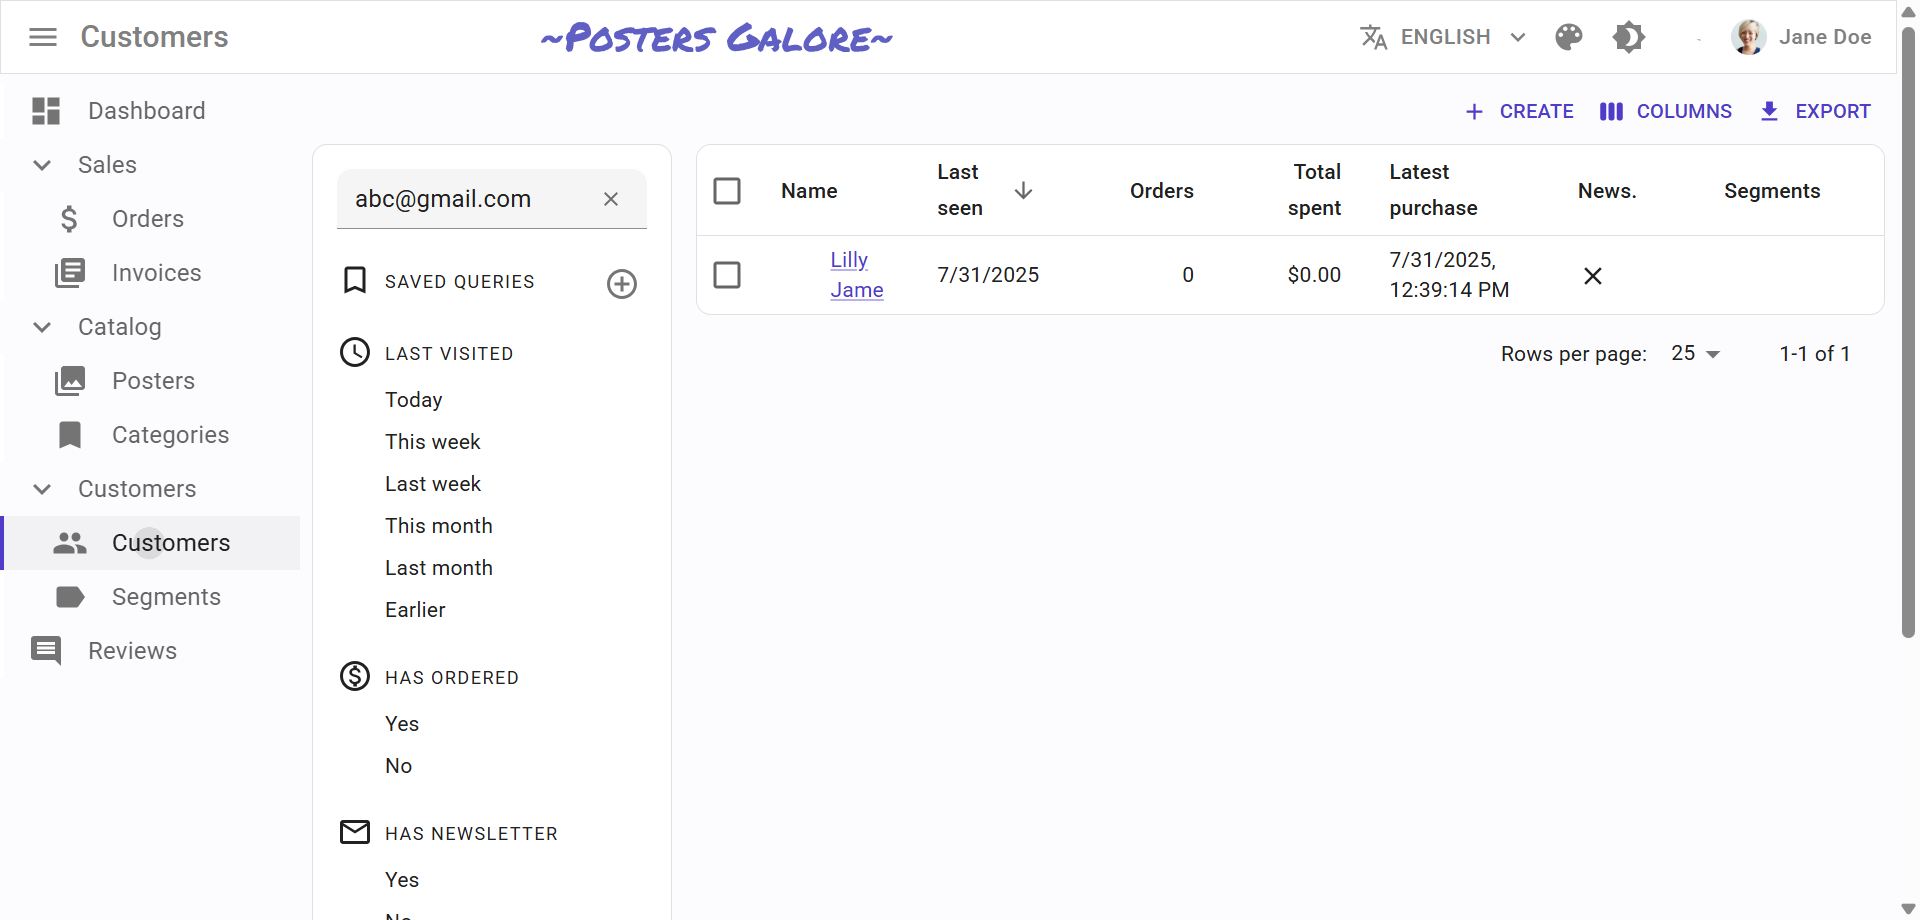 Customers
~Posters Galore~
ENGLISH
Jane Doe
Dashboard
Sales
Orders
Invoices
Catalog
Posters
Categories
Customers
Customers
Segments
Reviews
CREATE
COLUMNS
EXPORT
abc@gmail.com
SAVED QUERIES
LAST VISITED
Today
This week
Last week
This month
Last month
Earlier
HAS ORDERED
Yes
No
HAS NEWSLETTER
Yes
No
Name
Last seen
Orders
Total spent
Latest purchase
News.
Segments
Lilly Jame
7/31/2025
0
$0.00
7/31/2025, 12:39:14 PM
Rows per page:
25
1-1 of 1